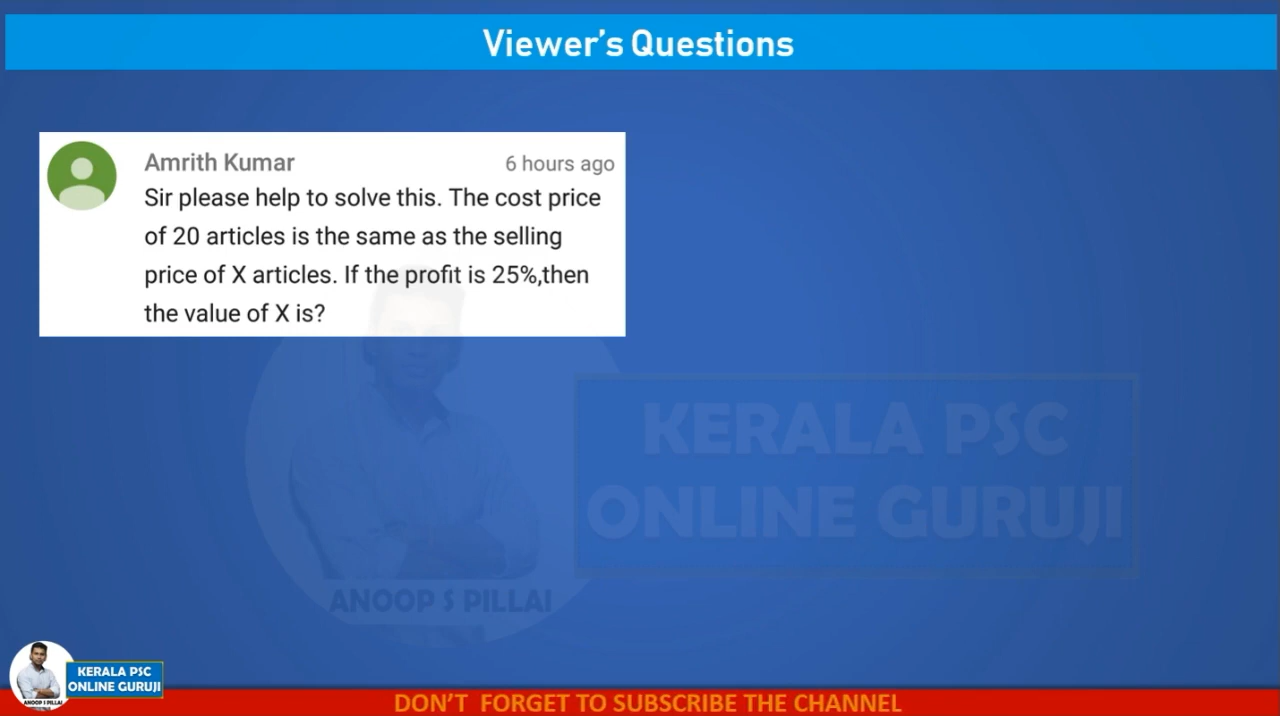 Viewer's Questions
Amrith Kumar 6 hours ago
Sir please help to solve this. The cost price
of 20 articles is the same as the selling
price of X articles. If the profit is 25%,then
the value of X is?
KERALA PSC
ONLINE GURUJI
ANOOP S PILLAI
KERALA PSC
ONLINE GURUJI
ANOOP S PILLAI
DON'T FORGET TO SUBSCRIBE THE CHANNEL